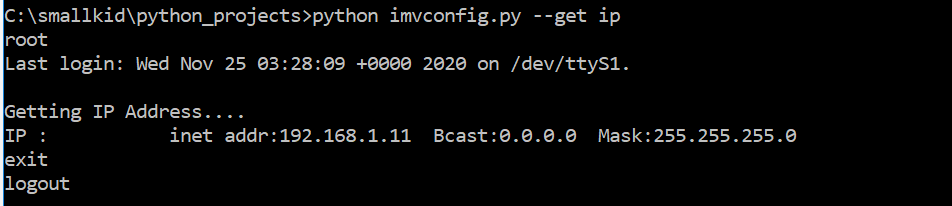 C:\smallkid\python_projects>python imvconfig.py --get ip
root
Last login: Wed Nov 25 03:28:09 +0000 2020 on /dev/ttyS1.
Getting IP Address....
IP :           inet addr:192.168.1.11  Bcast:0.0.0.0  Mask:255.255.255.0
exit
logout